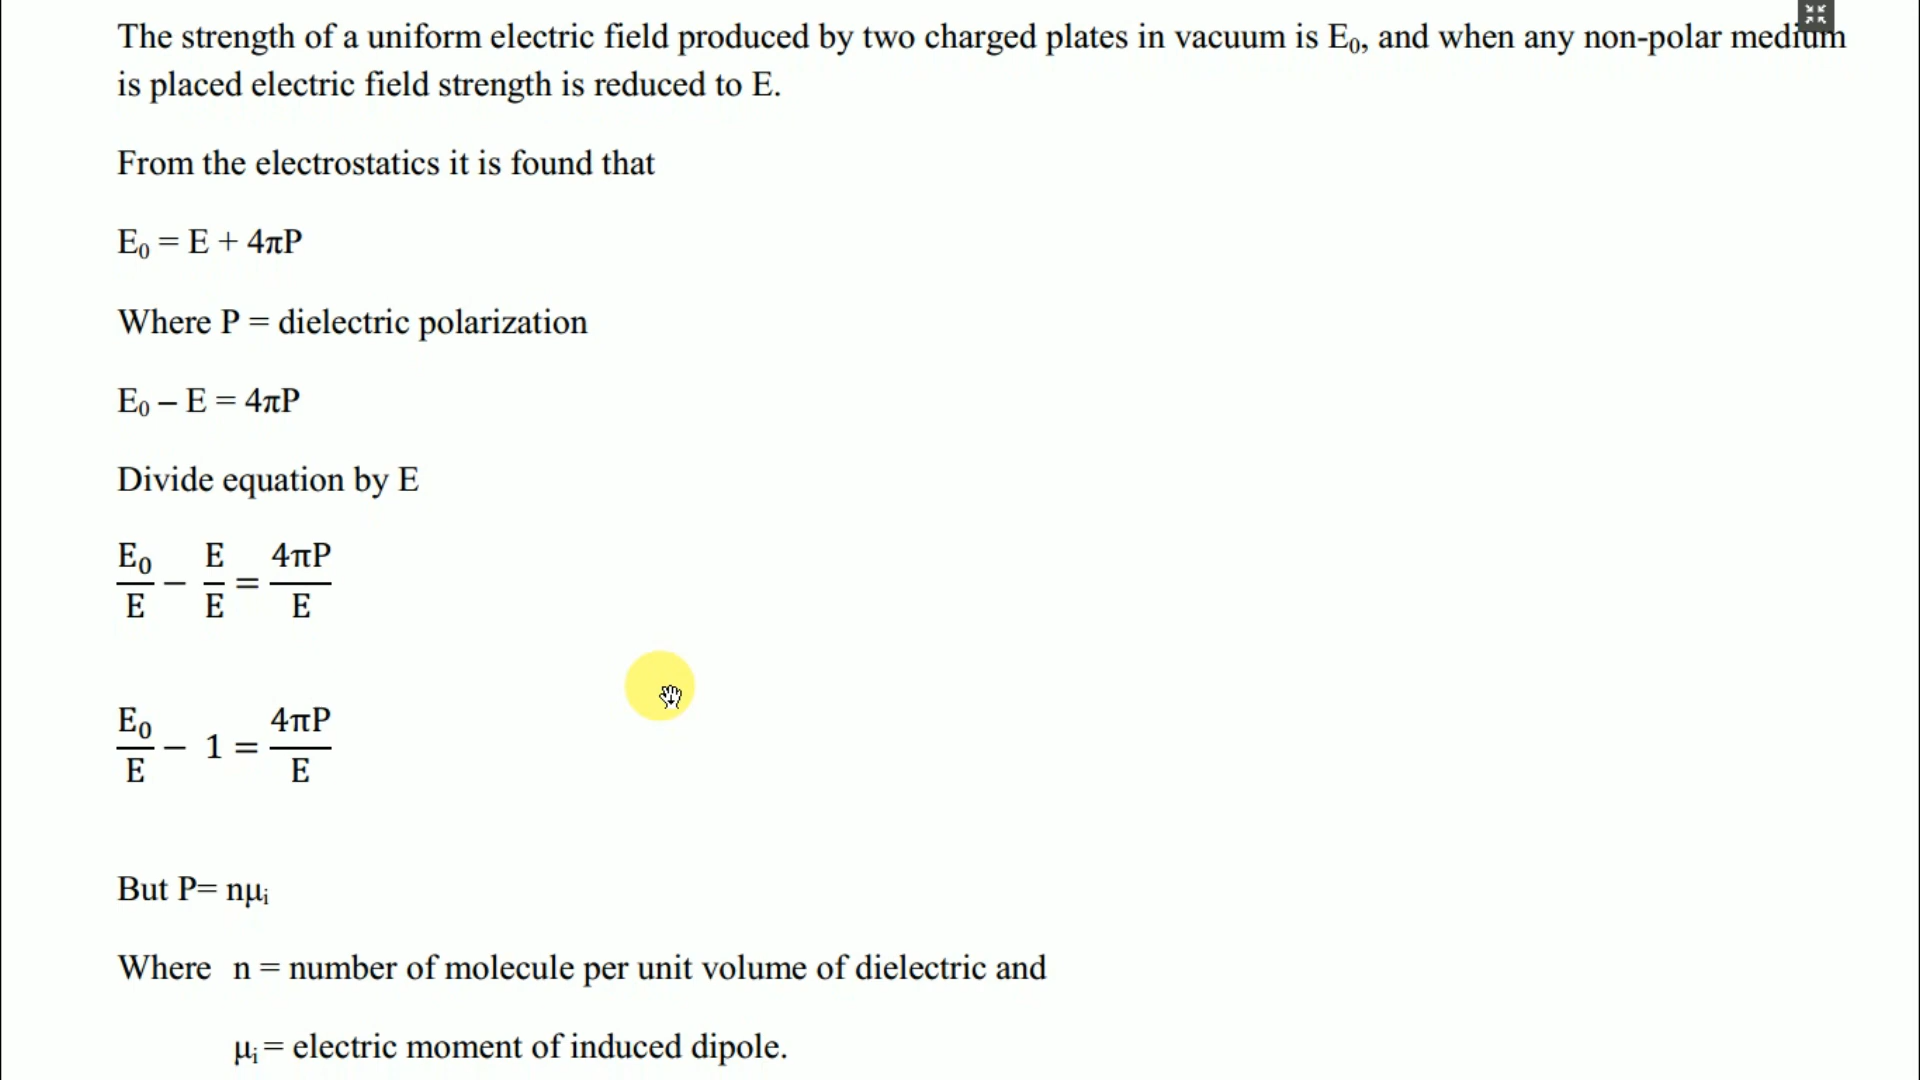 The strength of a uniform electric field produced by two charged plates in vacuum is E₀, and when any non-polar medium
is placed electric field strength is reduced to E.
From the electrostatics it is found that
E₀ = E + 4πP
Where P = dielectric polarization
E₀ – E = 4πP
Divide equation by E
E₀/E − E/E = 4πP/E
E₀/E − 1 = 4πP/E
But P= nμᵢ
Where n = number of molecule per unit volume of dielectric and
μᵢ = electric moment of induced dipole.